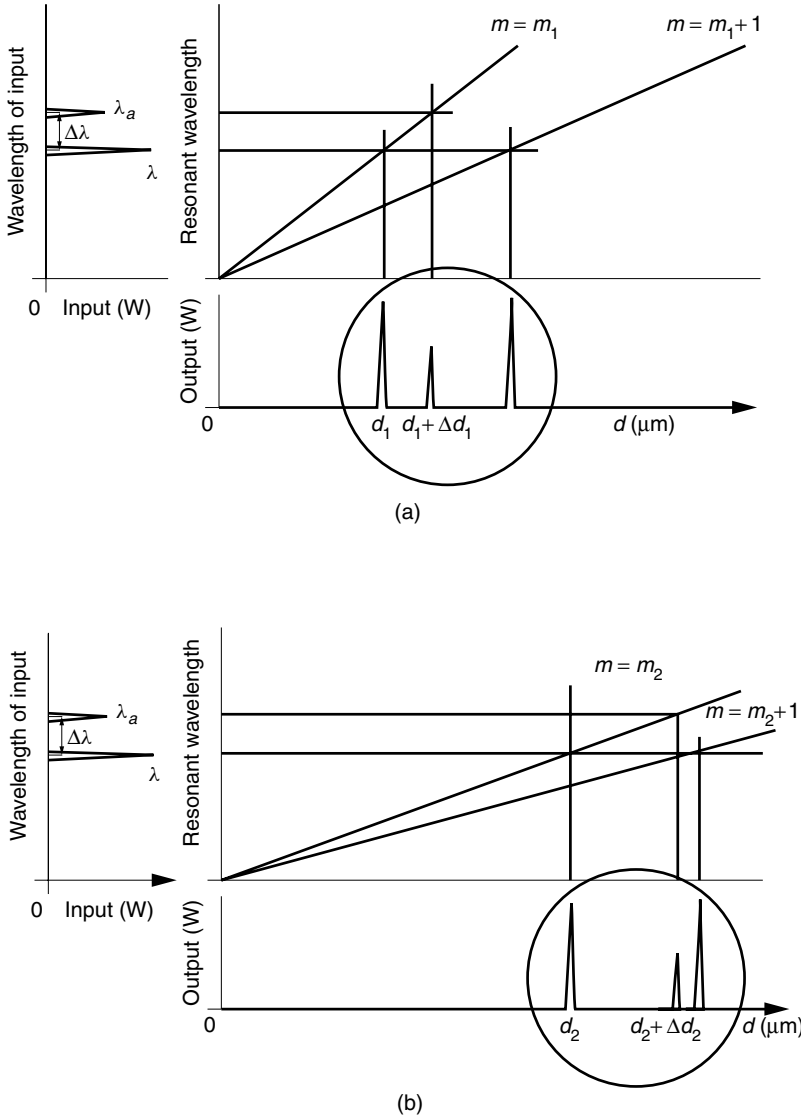 m = m₁
m = m₁ + 1
Wavelength of input
λₐ
Δλ
λ
Resonant wavelength
0 Input (W)
Output (W)
0
d₁ d₁ + Δd₁ d (μm)
(a)
Wavelength of input
λₐ
Δλ
λ
Resonant wavelength
m = m₂
m = m₂ + 1
0 Input (W)
Output (W)
0
d₂ d₂ + Δd₂ d (μm)
(b)